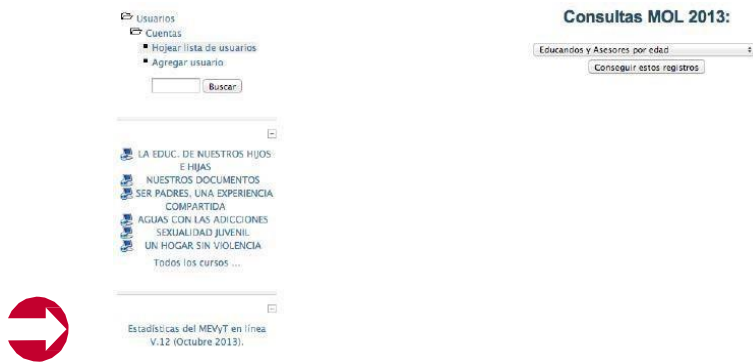 Usuarios
Cuentas
Hojear lista de usuarios
Agregar usuario
Buscar
LA EDUC. DE NUESTROS HIJOS
E HIJAS
NUESTROS DOCUMENTOS
SER PADRES, UNA EXPERIENCIA
COMPARTIDA
AGUAS CON LAS ADICCIONES
SEXUALIDAD JUVENIL
UN HOGAR SIN VIOLENCIA
Todos los cursos ...
Estadísticas del MEVyT en línea
V.12 (Octubre 2013).
Consultas MOL 2013:
Educandos y Asesores por edad
Conseguir estos registros